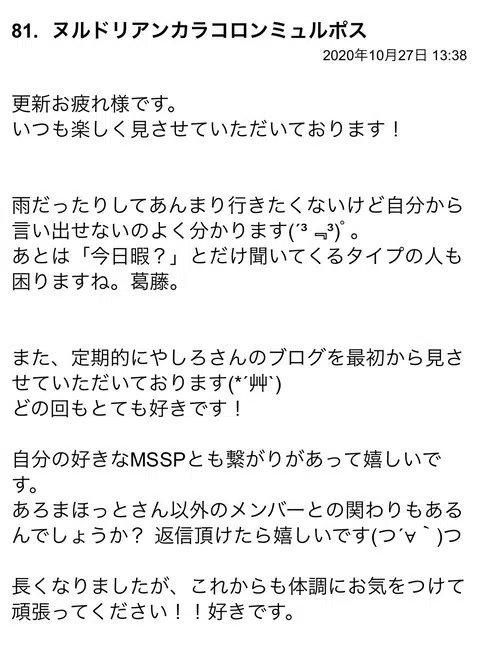 81. ヌルドリアンカラコロンミュルポス
2020年10月27日 13:38
更新お疲れ様です。
いつも楽しく見させていただいております！
雨だったりしてあんまり行きたくないけど自分から
言い出せないのよく分かります(´³ ⌯³)ﾟ。
あとは「今日暇？」とだけ聞いてくるタイプの人も
困りますね。葛藤。
また、定期的にやしろさんのブログを最初から見さ
せていただいております(*´艸`)
どの回もとても好きです！
自分の好きなMSSPとも繋がりがあって嬉しいで
す。
あろまほっとさん以外のメンバーとの関わりもある
んでしょうか？ 返信頂けたら嬉しいです(つ´∀｀)つ
長くなりましたが、これからも体調にお気をつけて
頑張ってください！！好きです。